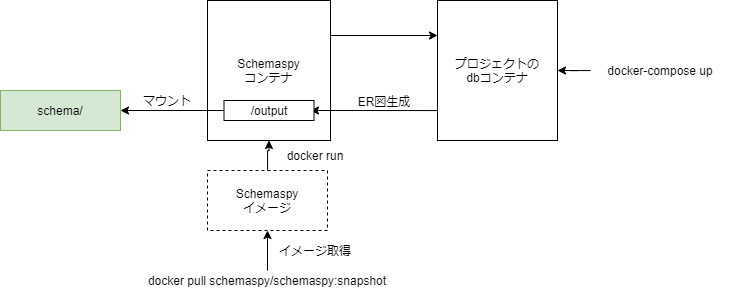 Schemaspy
コンテナ
プロジェクトの
dbコンテナ
docker-compose up
schema/
マウント
/output
ER図生成
docker run
Schemaspy
イメージ
イメージ取得
docker pull schemaspy/schemaspy:snapshot